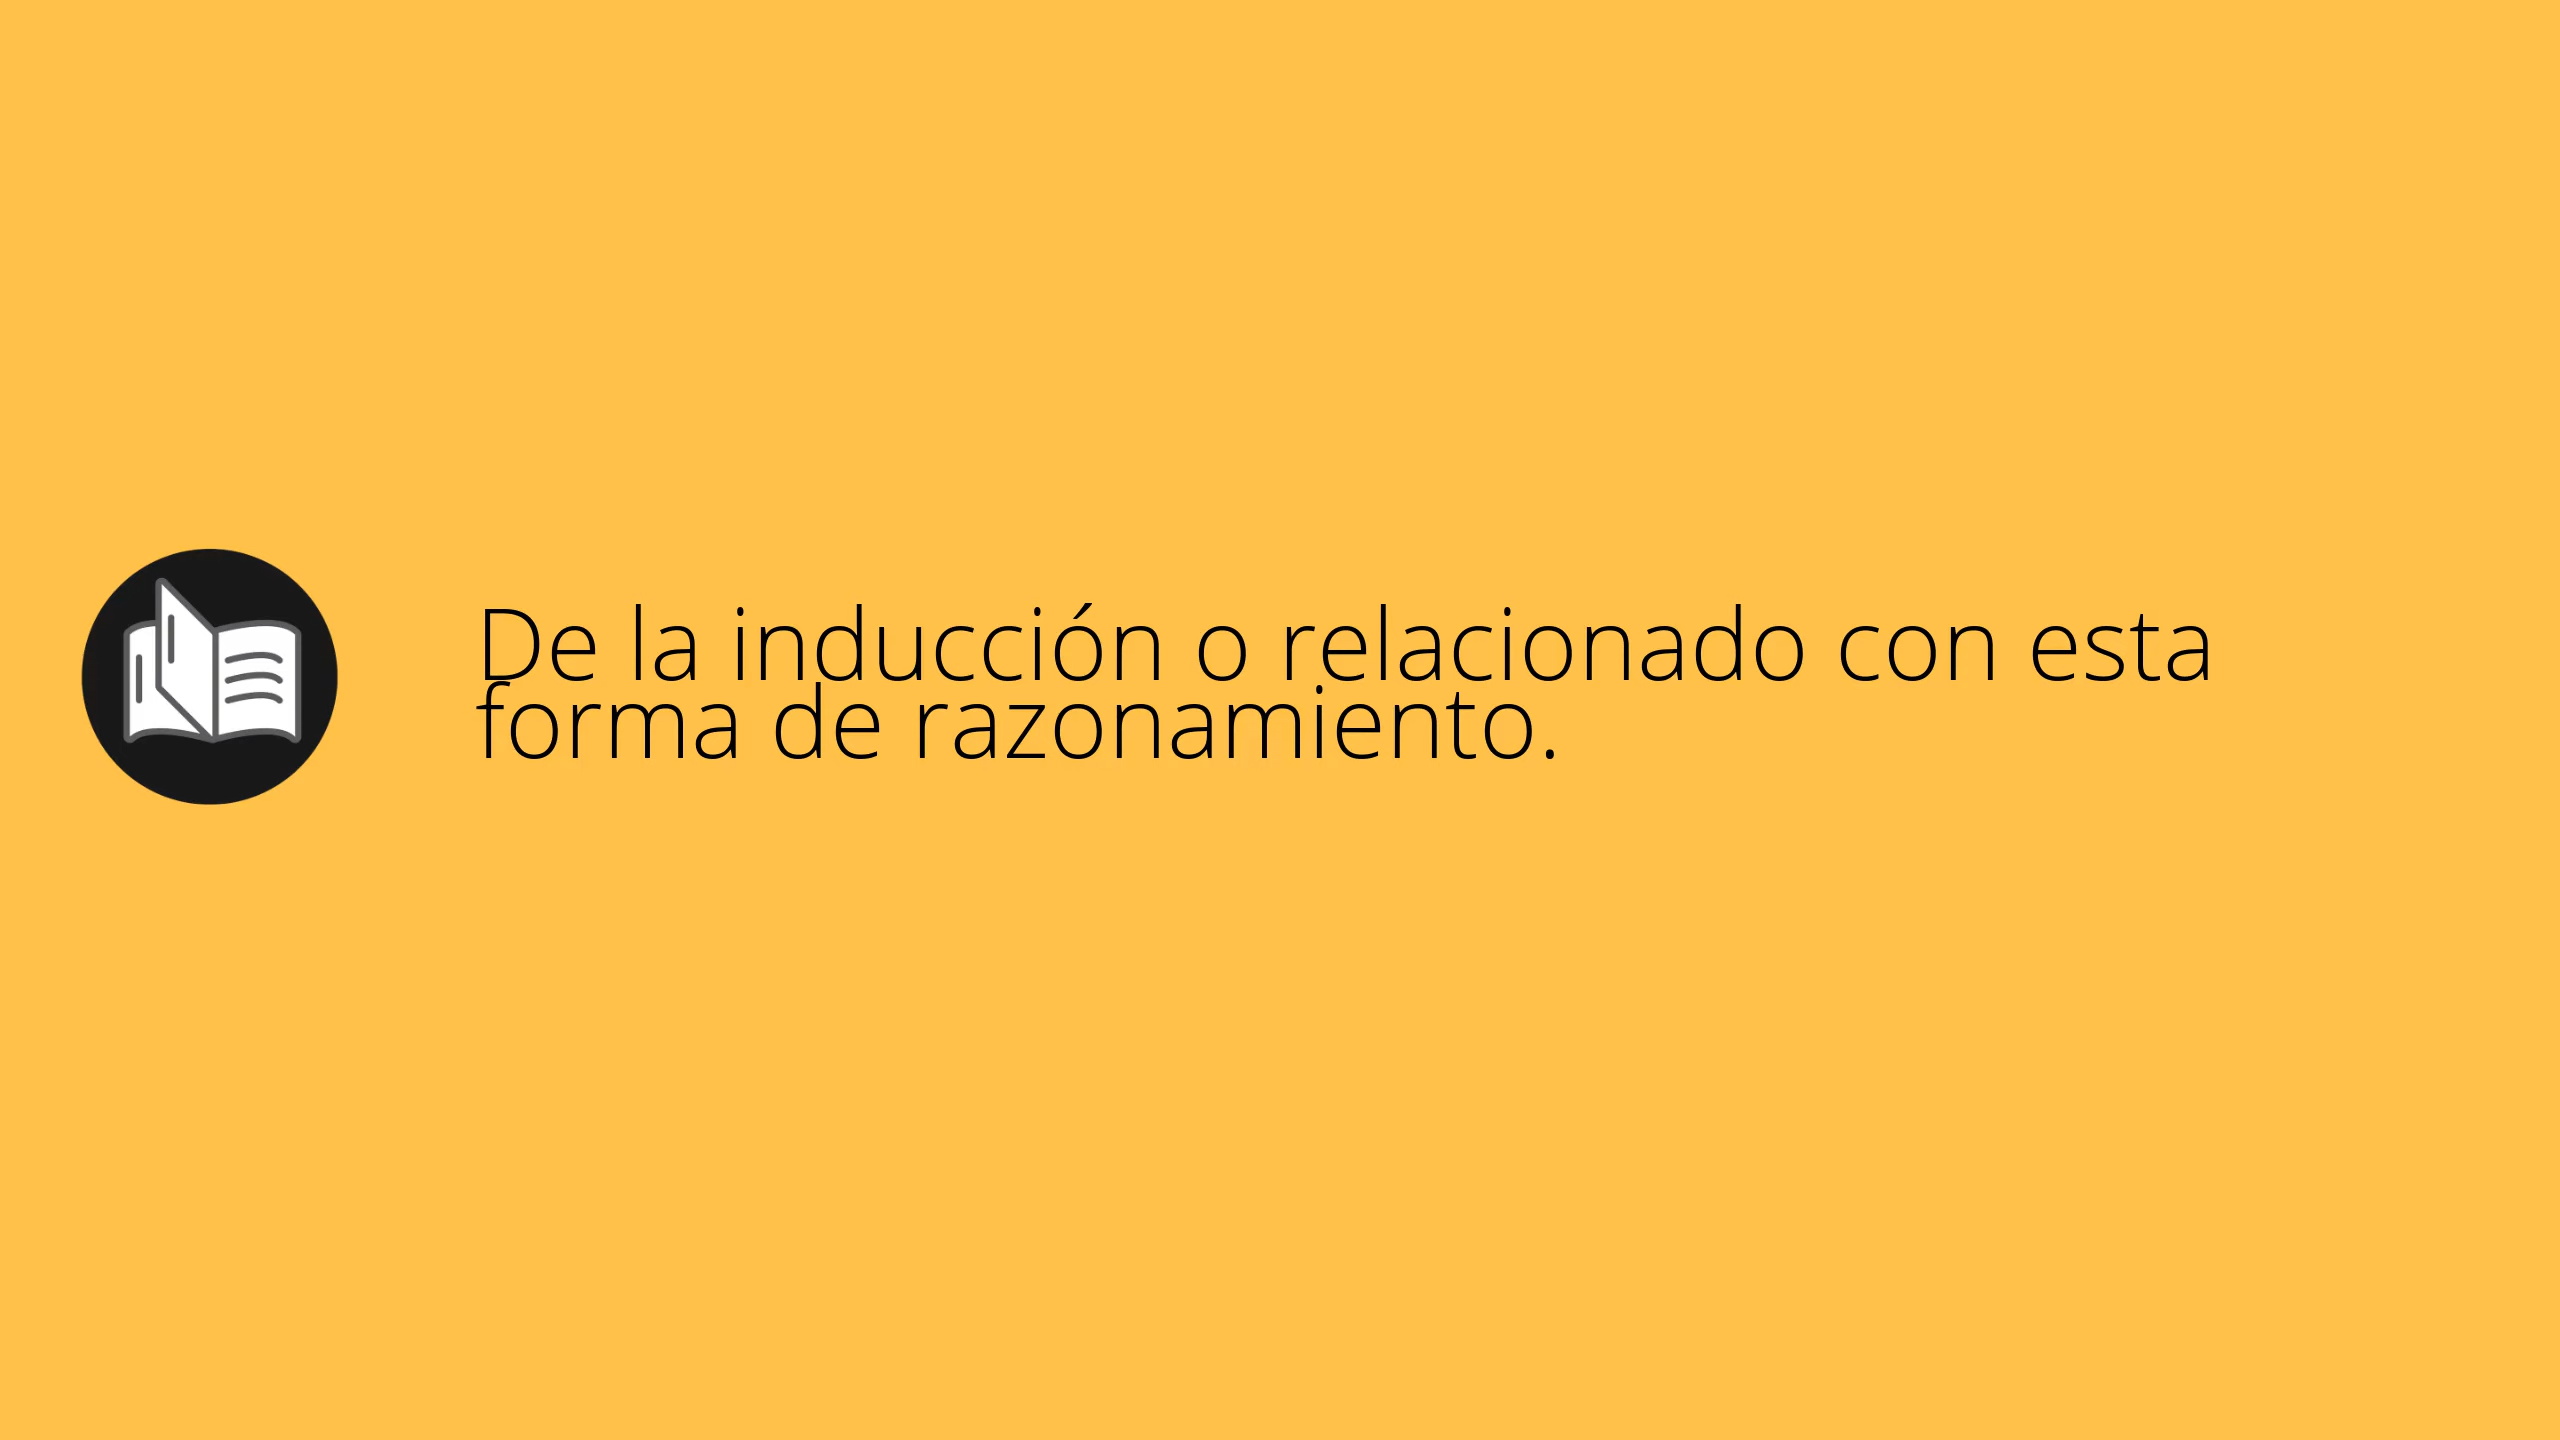 De la inducción o relacionado con esta
forma de razonamiento.